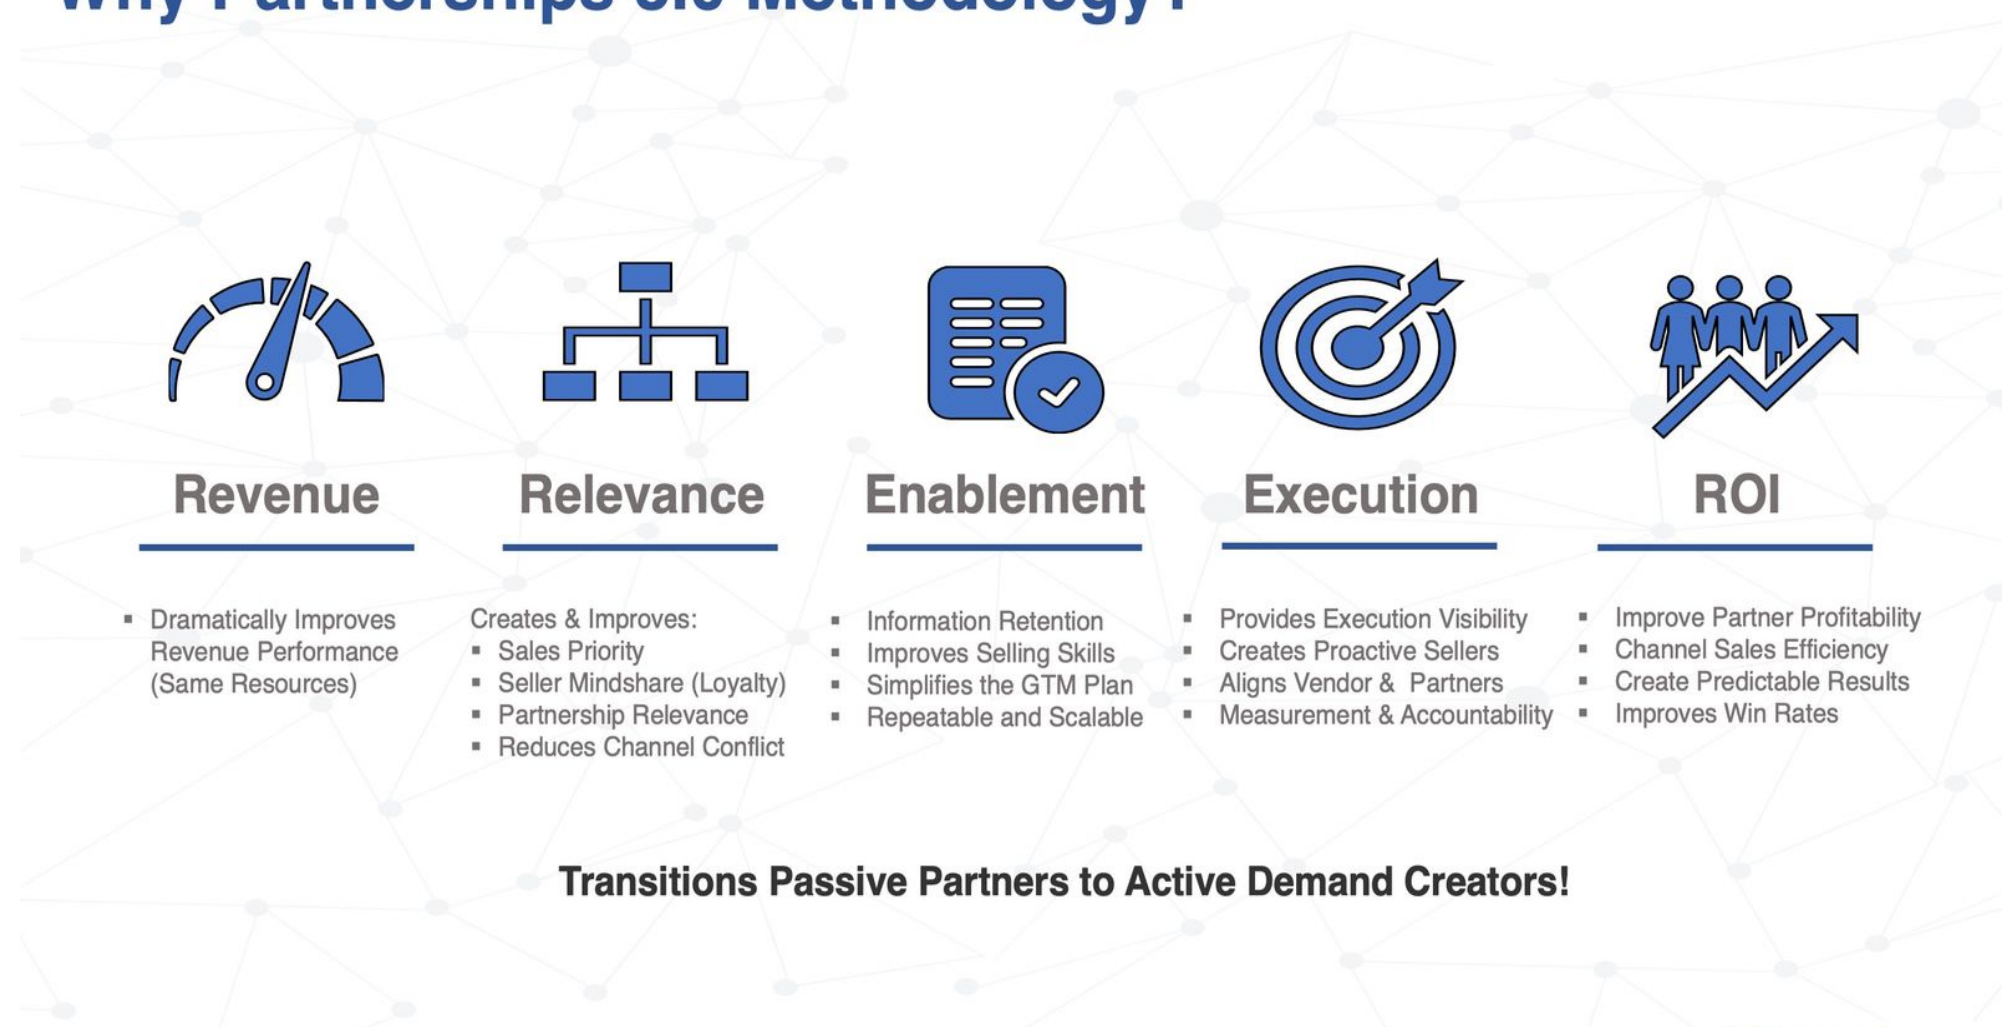 Why Partnerships Methodology?
Revenue
Relevance
Enablement
Execution
ROI
▪ Dramatically Improves
Revenue Performance
(Same Resources)
Creates & Improves:
▪ Sales Priority
▪ Seller Mindshare (Loyalty)
▪ Partnership Relevance
▪ Reduces Channel Conflict
▪ Information Retention
▪ Improves Selling Skills
▪ Simplifies the GTM Plan
▪ Repeatable and Scalable
▪ Provides Execution Visibility
▪ Creates Proactive Sellers
▪ Aligns Vendor & Partners
▪ Measurement & Accountability
▪ Improve Partner Profitability
▪ Channel Sales Efficiency
▪ Create Predictable Results
▪ Improves Win Rates
Transitions Passive Partners to Active Demand Creators!